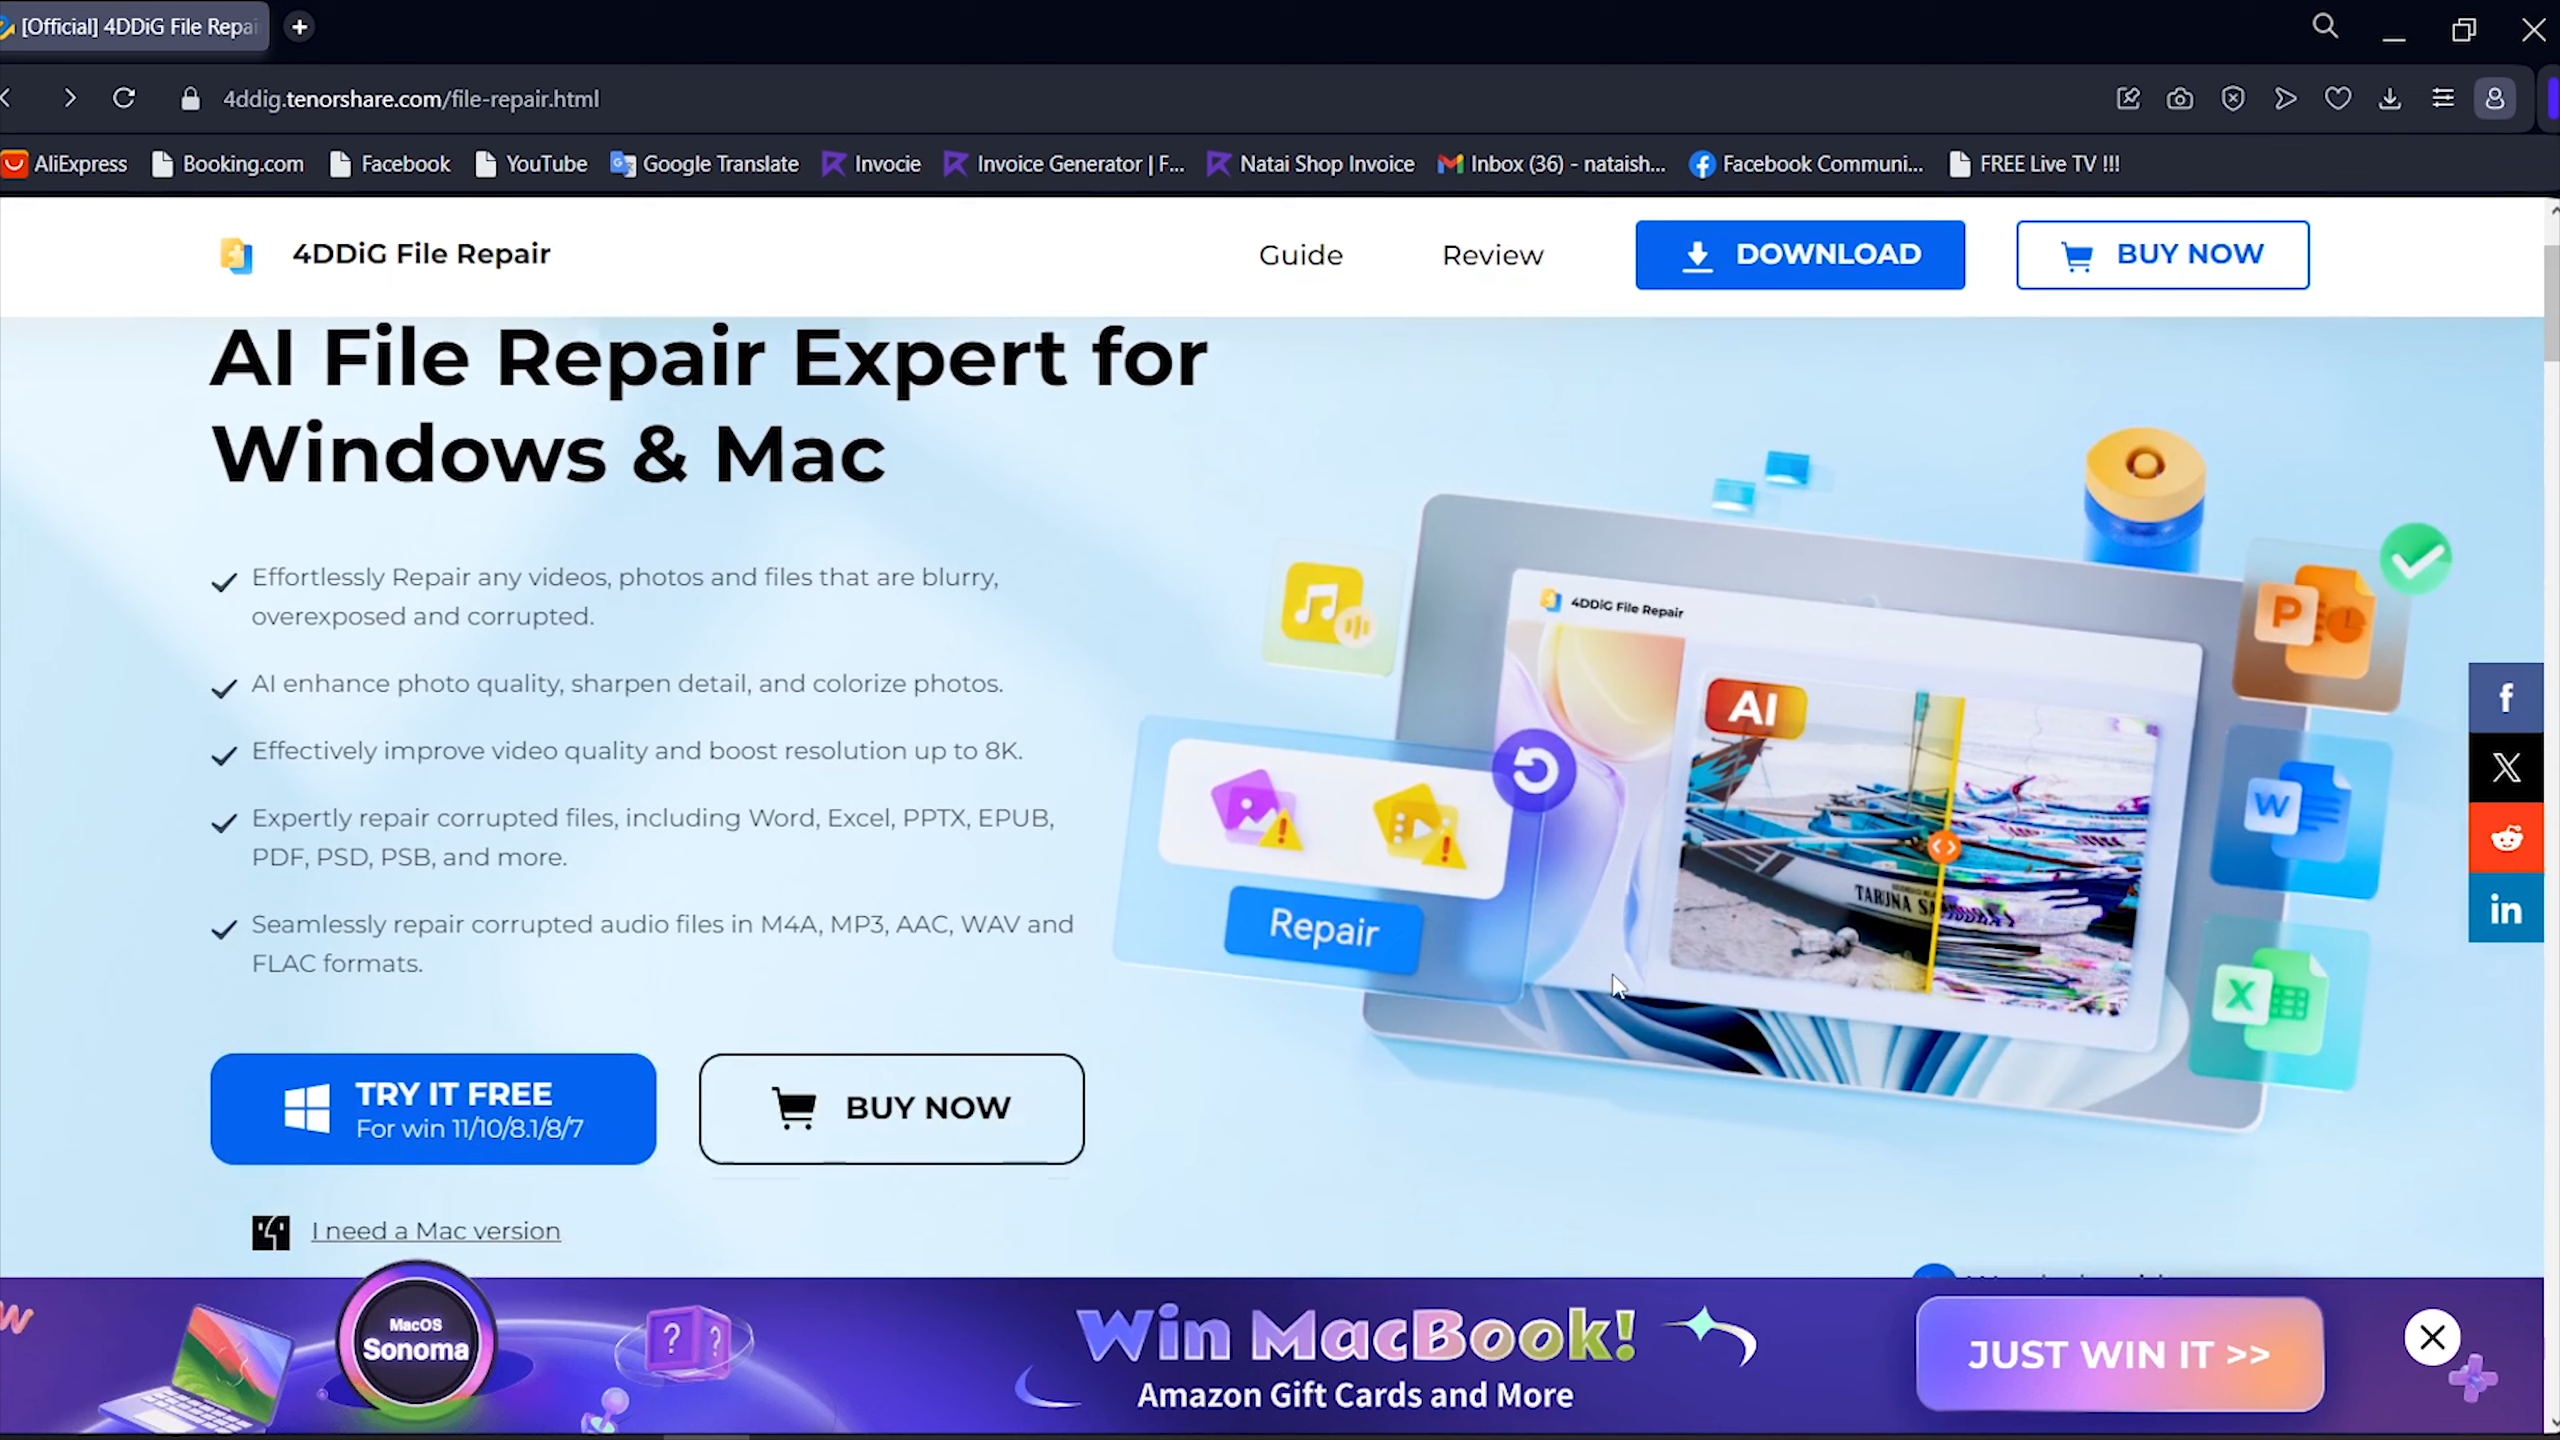 [Official] 4DDiG File Repai
4ddig.tenorshare.com/file-repair.html
AliExpress
Booking.com
Facebook
YouTube
Google Translate
Invocie
Invoice Generator | F...
Natai Shop Invoice
Inbox (36) - nataish...
Facebook Communi...
FREE Live TV !!!
4DDiG File Repair
Guide
Review
DOWNLOAD
BUY NOW
AI File Repair Expert for
Windows & Mac
Effortlessly Repair any videos, photos and files that are blurry,
overexposed and corrupted.
AI enhance photo quality, sharpen detail, and colorize photos.
Effectively improve video quality and boost resolution up to 8K.
Expertly repair corrupted files, including Word, Excel, PPTX, EPUB,
PDF, PSD, PSB, and more.
Seamlessly repair corrupted audio files in M4A, MP3, AAC, WAV and
FLAC formats.
TRY IT FREE
For win 11/10/8.1/8/7
BUY NOW
I need a Mac version
4DDiG File Repair
AI
TARUNA
Repair
P
W
X
f
X
in
MacOS
Sonoma
? ?
Win MacBook!
Amazon Gift Cards and More
JUST WIN IT >>